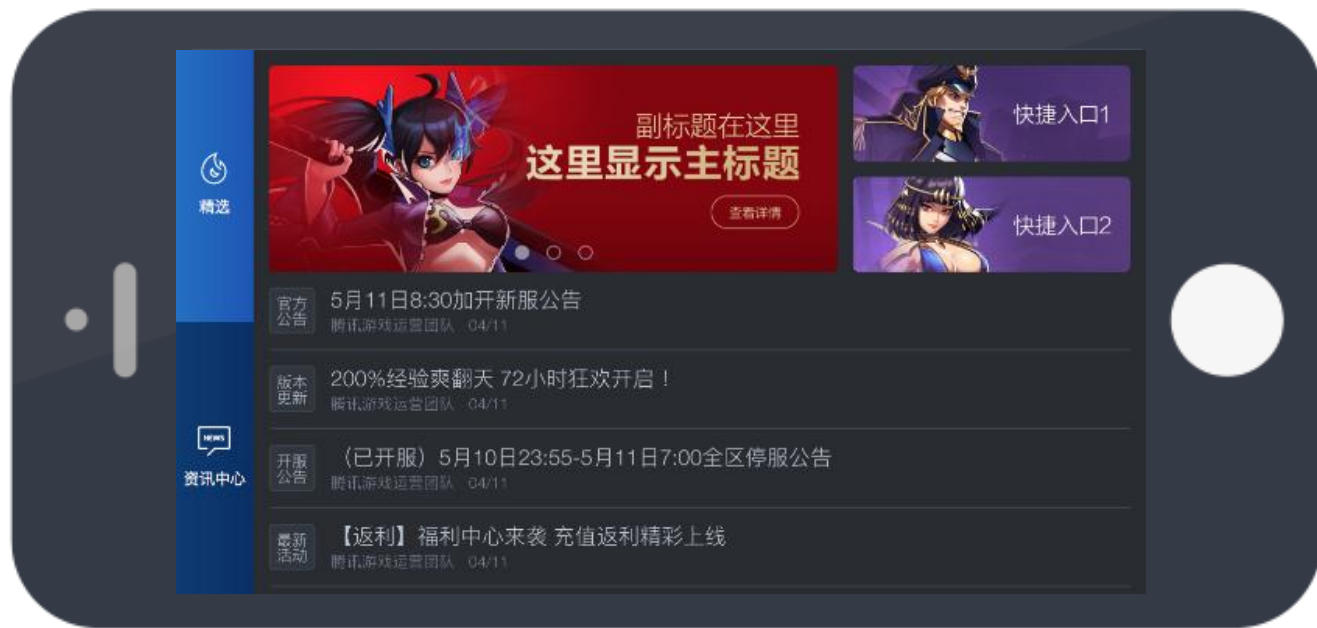 精选
NEWS
资讯中心
副标题在这里
这里显示主标题
查看详情
快捷入口1
快捷入口2
官方
公告
5月11日8:30加开新服公告
腾讯游戏运营团队 04/11
版本
更新
200%经验爽翻天 72小时狂欢开启！
腾讯游戏运营团队 04/11
开服
公告
（已开服）5月10日23:55-5月11日7:00全区停服公告
腾讯游戏运营团队 04/11
最新
活动
【返利】福利中心来袭 充值返利精彩上线
腾讯游戏运营团队 04/11